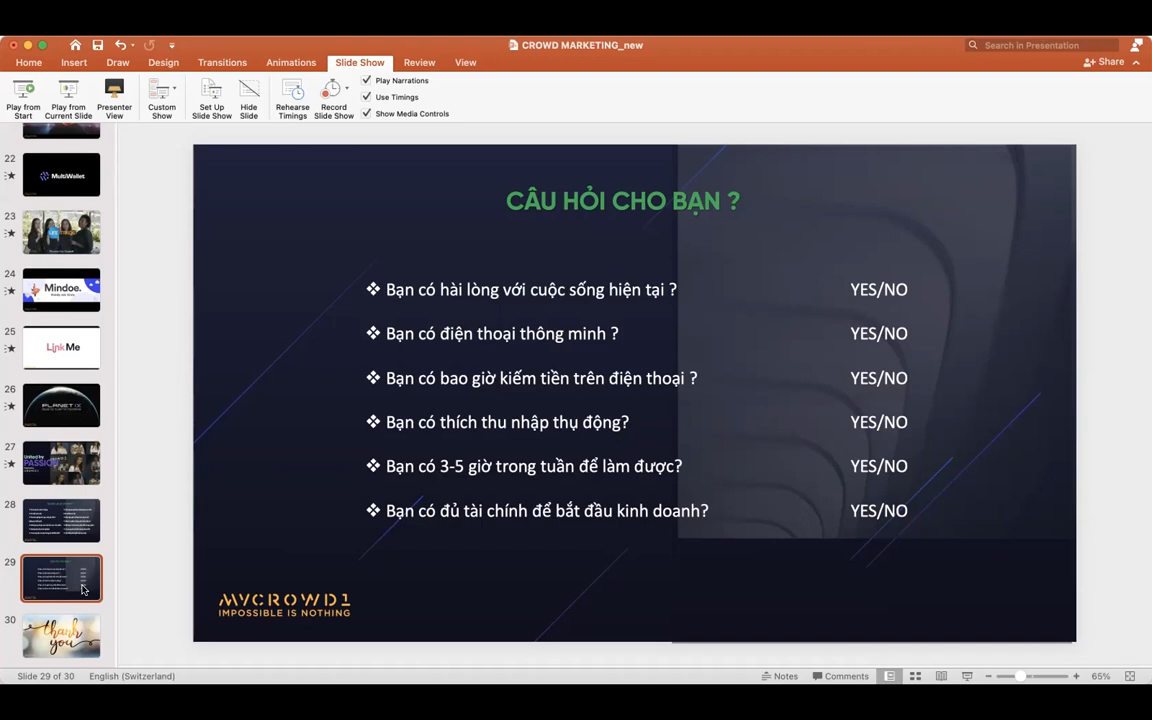 CROWD MARKETING_new
Search in Presentation
Home Insert Draw Design Transitions Animations Slide Show Review View
Share
Play from Start
Play from Current Slide
Presenter View
Custom Show
Set Up Slide Show
Hide Slide
Rehearse Timings
Record Slide Show
Play Narrations
Use Timings
Show Media Controls
22
MultiWallet
23
24
Mindoe.
25
LinkMe
26
PLANET IX
27
United by
PASSION
28
29
30
thank
you
CÂU HỎI CHO BẠN ?
❖ Bạn có hài lòng với cuộc sống hiện tại ? YES/NO
❖ Bạn có điện thoại thông minh ? YES/NO
❖ Bạn có bao giờ kiếm tiền trên điện thoại ? YES/NO
❖ Bạn có thích thu nhập thụ động? YES/NO
❖ Bạn có 3-5 giờ trong tuần để làm được? YES/NO
❖ Bạn có đủ tài chính để bắt đầu kinh doanh? YES/NO
MYCROWD1
IMPOSSIBLE IS NOTHING
Slide 29 of 30 English (Switzerland) Notes Comments 65%